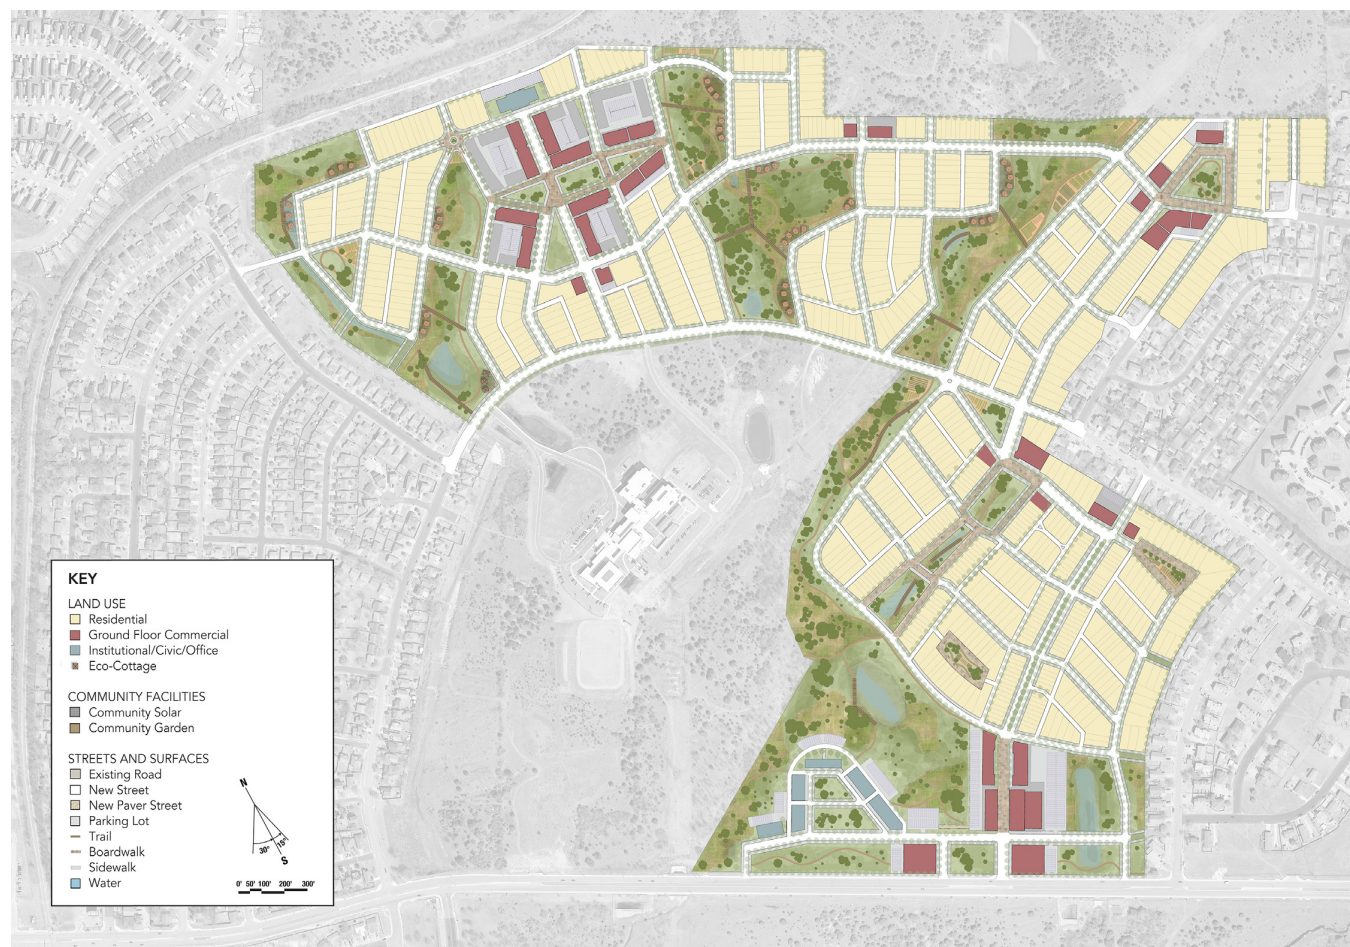 KEY
LAND USE
Residential
Ground Floor Commercial
Institutional/Civic/Office
Eco-Cottage
COMMUNITY FACILITIES
Community Solar
Community Garden
STREETS AND SURFACES
Existing Road
New Street
New Paver Street
Parking Lot
Trail
Boardwalk
Sidewalk
Water
N
30°
15°
S
0' 50' 100' 200' 300'